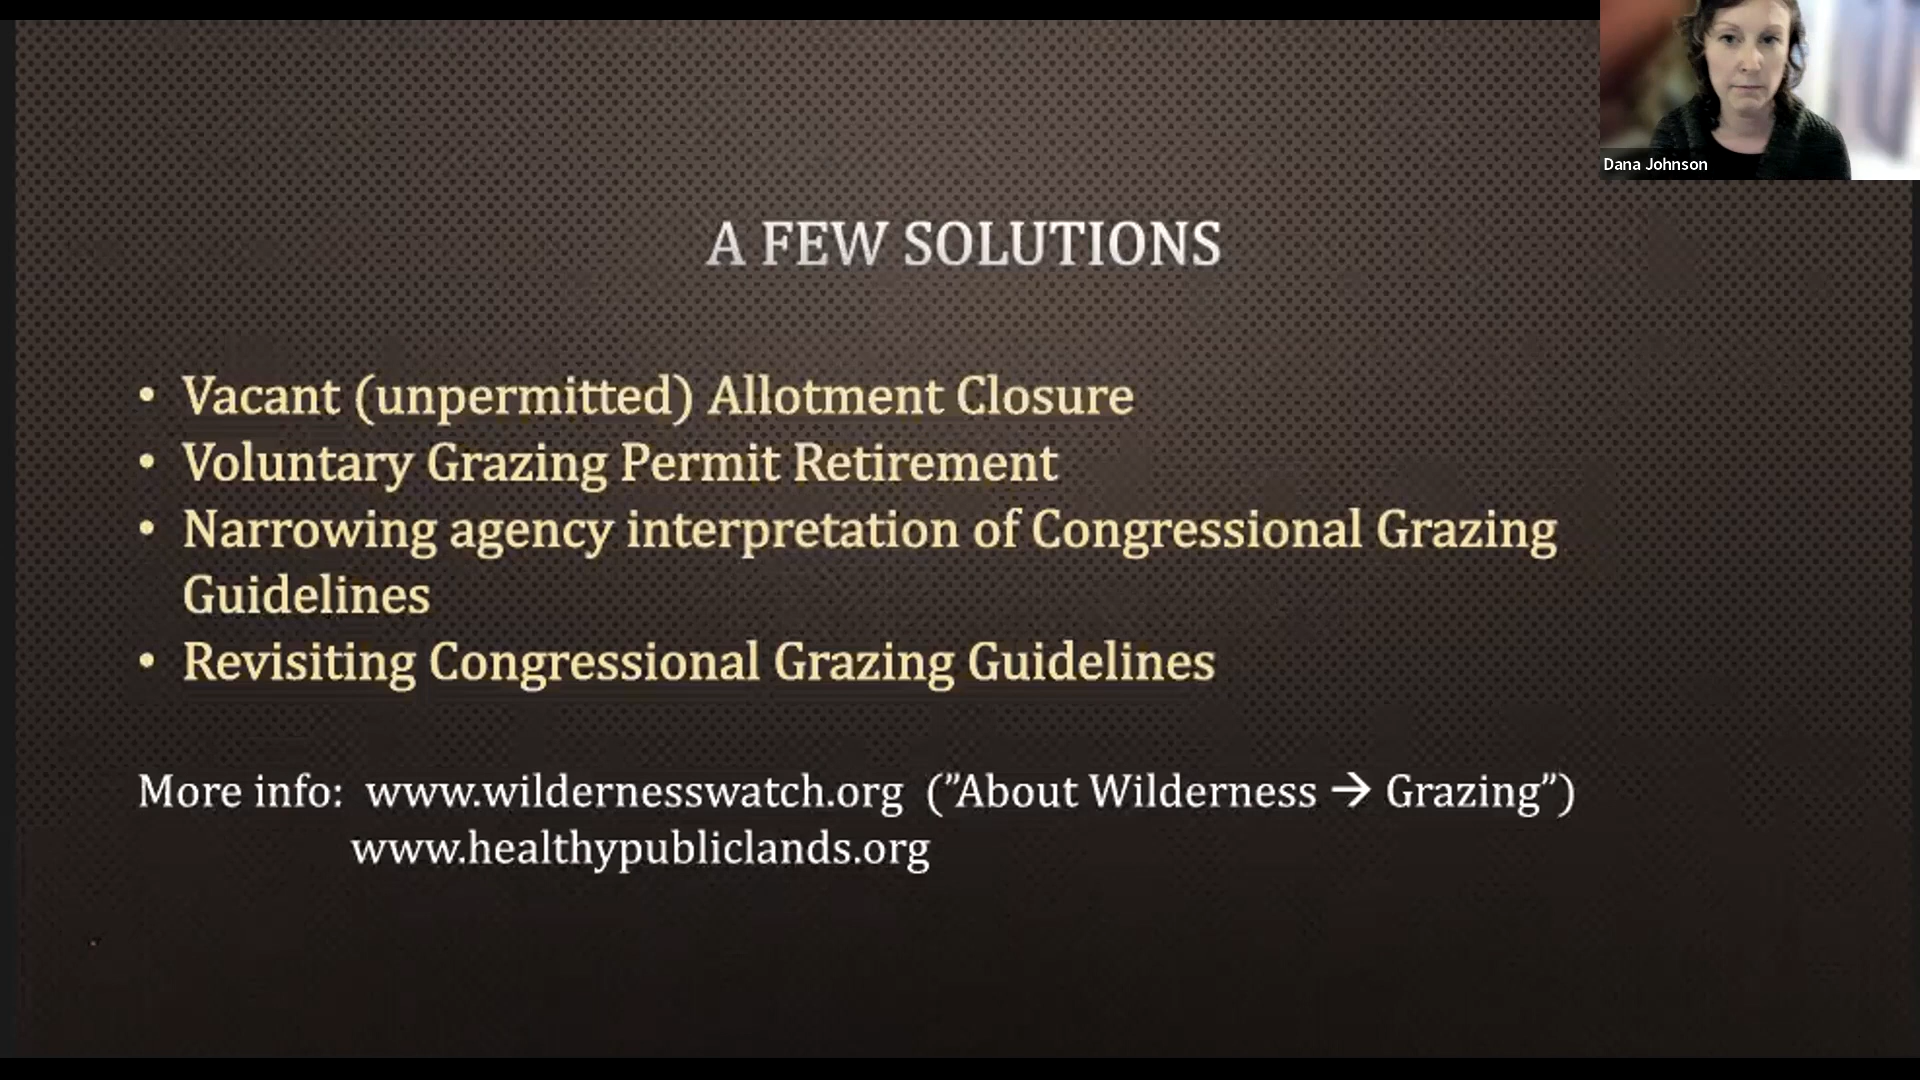 Dana Johnson
A FEW SOLUTIONS
• Vacant (unpermitted) Allotment Closure
• Voluntary Grazing Permit Retirement
• Narrowing agency interpretation of Congressional Grazing
Guidelines
• Revisiting Congressional Grazing Guidelines
More info: www.wildernesswatch.org (”About Wilderness → Grazing”)
www.healthypubliclands.org